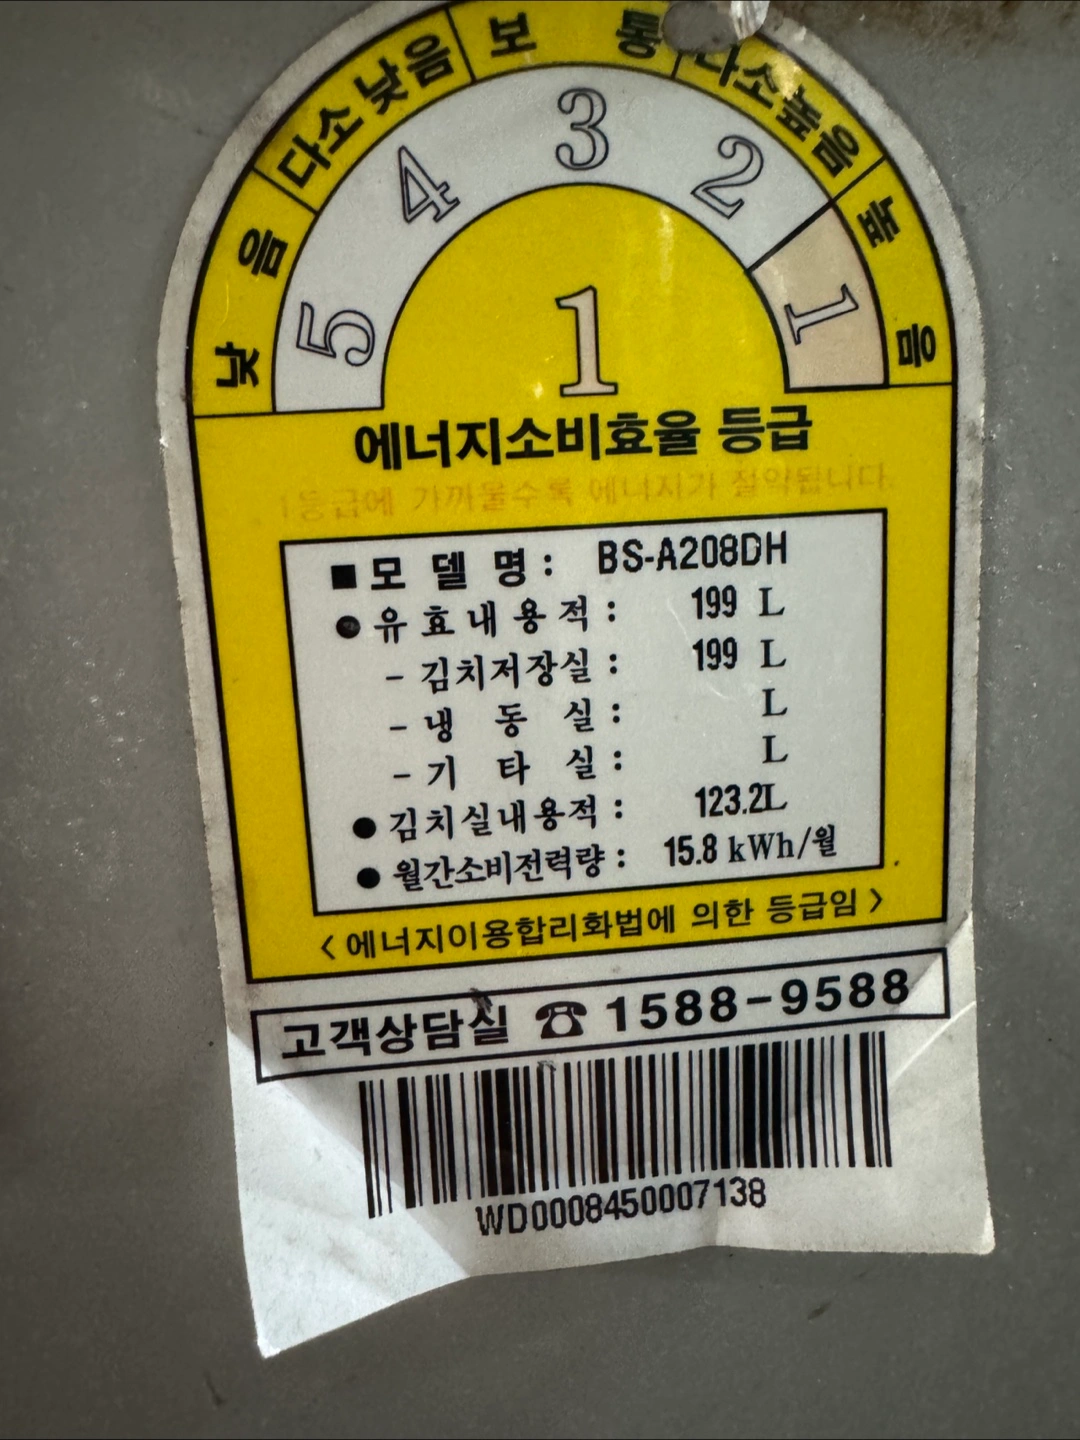 낮음 다소낮음 보통 다소높음 높음
5 4 3 2 1
1
에너지소비효율 등급
1등급에 가까울수록 에너지가 절약됩니다.
■ 모델명 : BS-A208DH
● 유효내용적 : 199 L
- 김치저장실 : 199 L
- 냉동실 : L
- 기타실 : L
● 김치실내용적 : 123.2L
● 월간소비전력량 : 15.8 kWh/월
〈 에너지이용합리화법에 의한 등급임 〉
고객상담실 ☎ 1588-9588
WD0008450007138